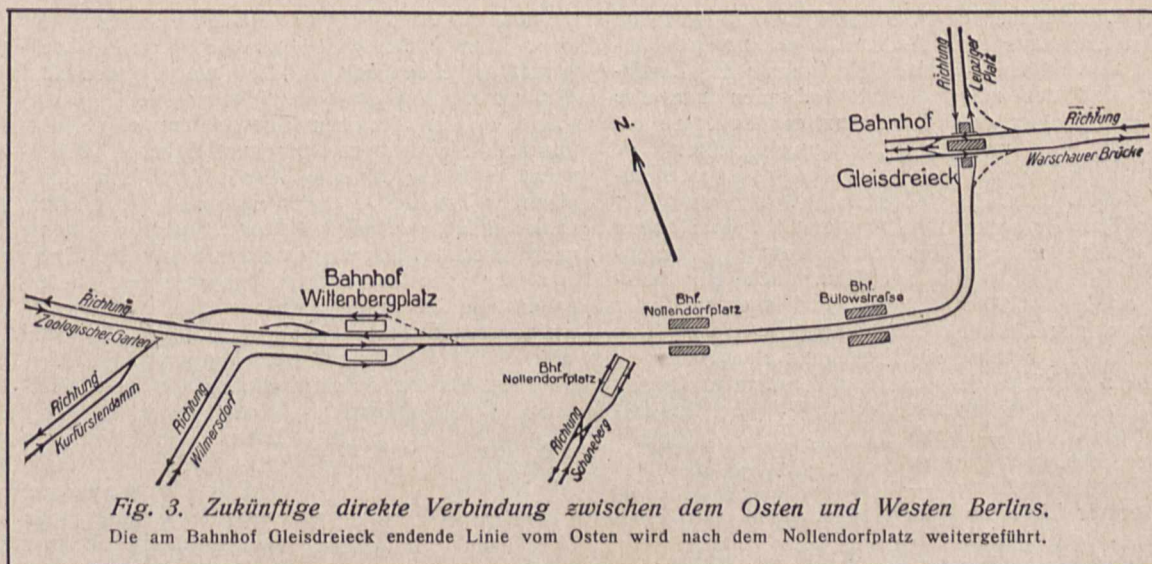 Richtung
Leipziger
Platz
Bahnhof
Gleisdreieck
Richtung
Warschauer Brücke
N.
Bahnhof
Wittenbergplatz
Bhf.
Nollendorfplatz
Bhf.
Bülowstraße
Richtung
Zoologischer Garten
Richtung
Kurfürstendamm
Richtung
Wilmersdorf
Bhf
Nollendorfplatz
Richtung
Schöneberg
Fig. 3. Zukünftige direkte Verbindung zwischen dem Osten und Westen Berlins.
Die am Bahnhof Gleisdreieck endende Linie vom Osten wird nach dem Nollendorfplatz weitergeführt.